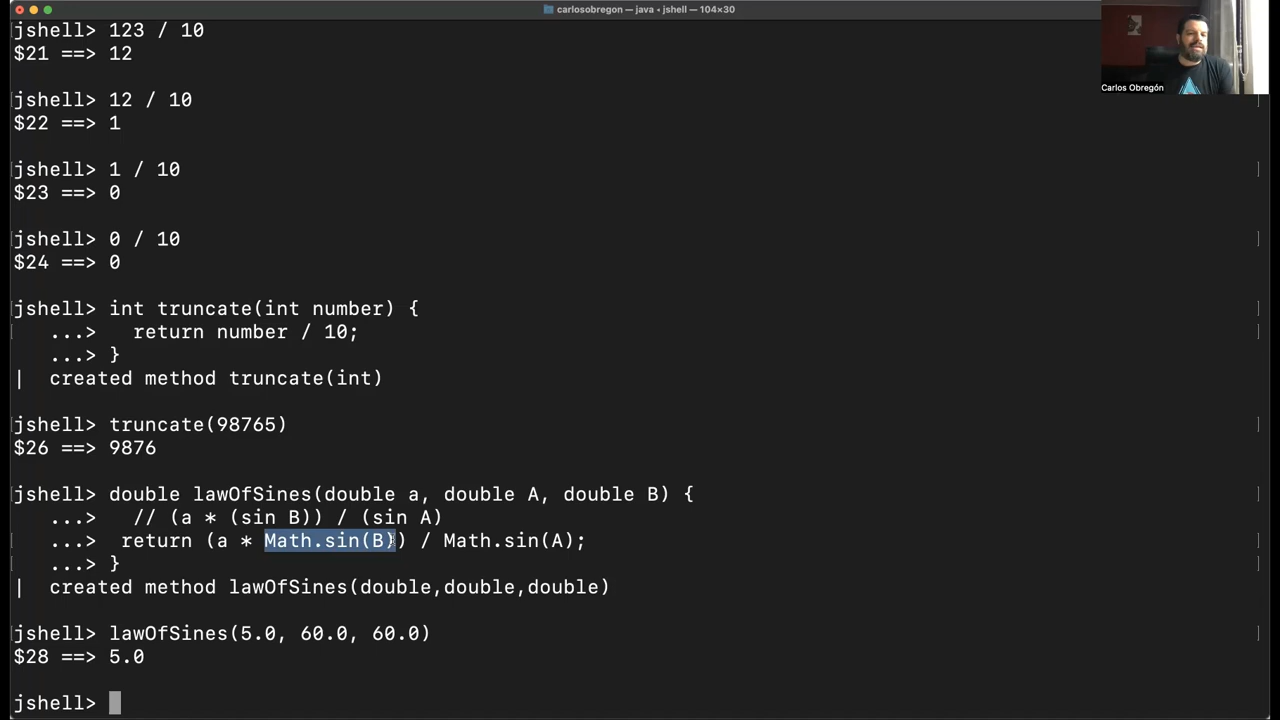 carlosobregon — java ◂ jshell — 104×30
Carlos Obregón
jshell> 123 / 10
$21 ==> 12
jshell> 12 / 10
$22 ==> 1
jshell> 1 / 10
$23 ==> 0
jshell> 0 / 10
$24 ==> 0
jshell> int truncate(int number) {
...> return number / 10;
...> }
| created method truncate(int)
jshell> truncate(98765)
$26 ==> 9876
jshell> double lawOfSines(double a, double A, double B) {
...> // (a * (sin B)) / (sin A)
...> return (a * Math.sin(B)) / Math.sin(A);
...> }
| created method lawOfSines(double,double,double)
jshell> lawOfSines(5.0, 60.0, 60.0)
$28 ==> 5.0
jshell>